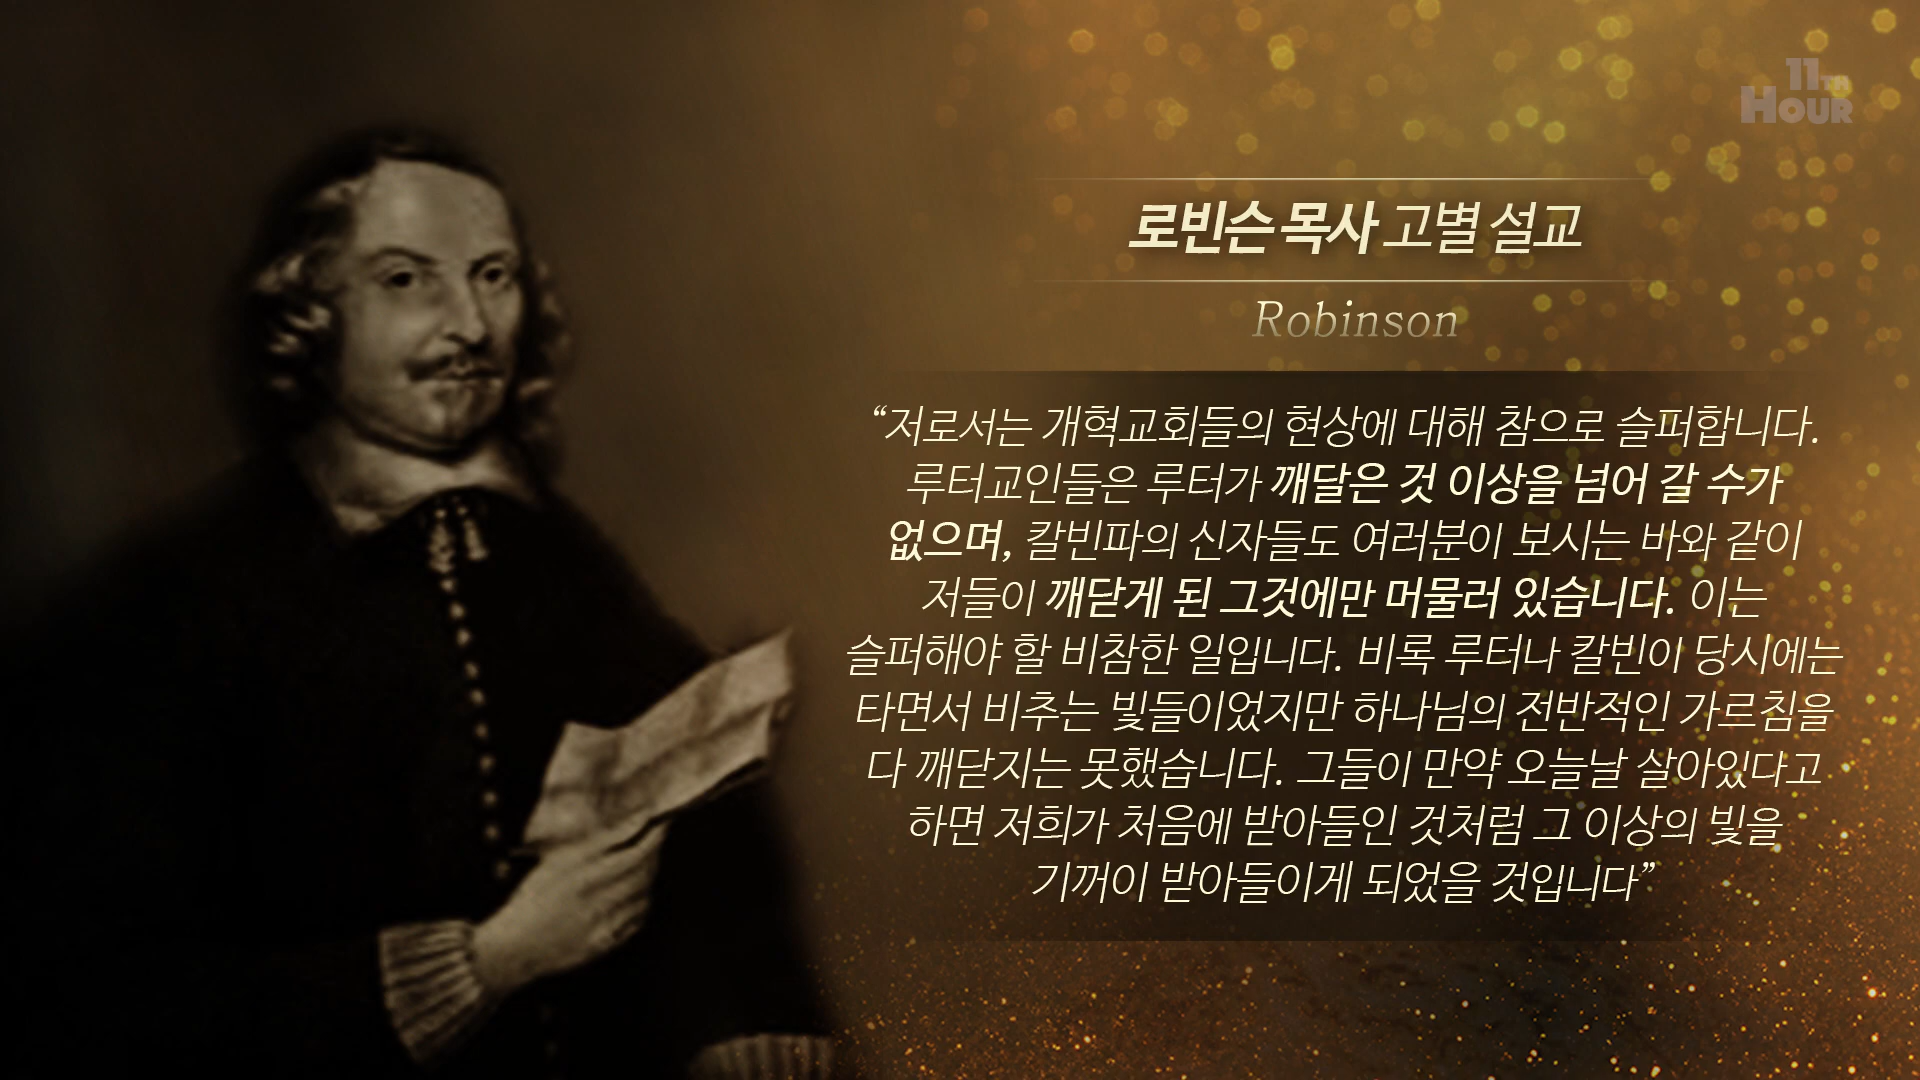 11TH
HOUR
로빈슨 목사 고별 설교
Robinson
“저로서는 개혁교회들의 현상에 대해 참으로 슬퍼합니다.
루터교인들은 루터가 깨달은 것 이상을 넘어 갈 수가
없으며, 칼빈파의 신자들도 여러분이 보시는 바와 같이
저들이 깨닫게 된 그것에만 머물러 있습니다. 이는
슬퍼해야 할 비참한 일입니다. 비록 루터나 칼빈이 당시에는
타면서 비추는 빛들이었지만 하나님의 전반적인 가르침을
다 깨닫지는 못했습니다. 그들이 만약 오늘날 살아있다고
하면 저희가 처음에 받아들인 것처럼 그 이상의 빛을
기꺼이 받아들이게 되었을 것입니다”